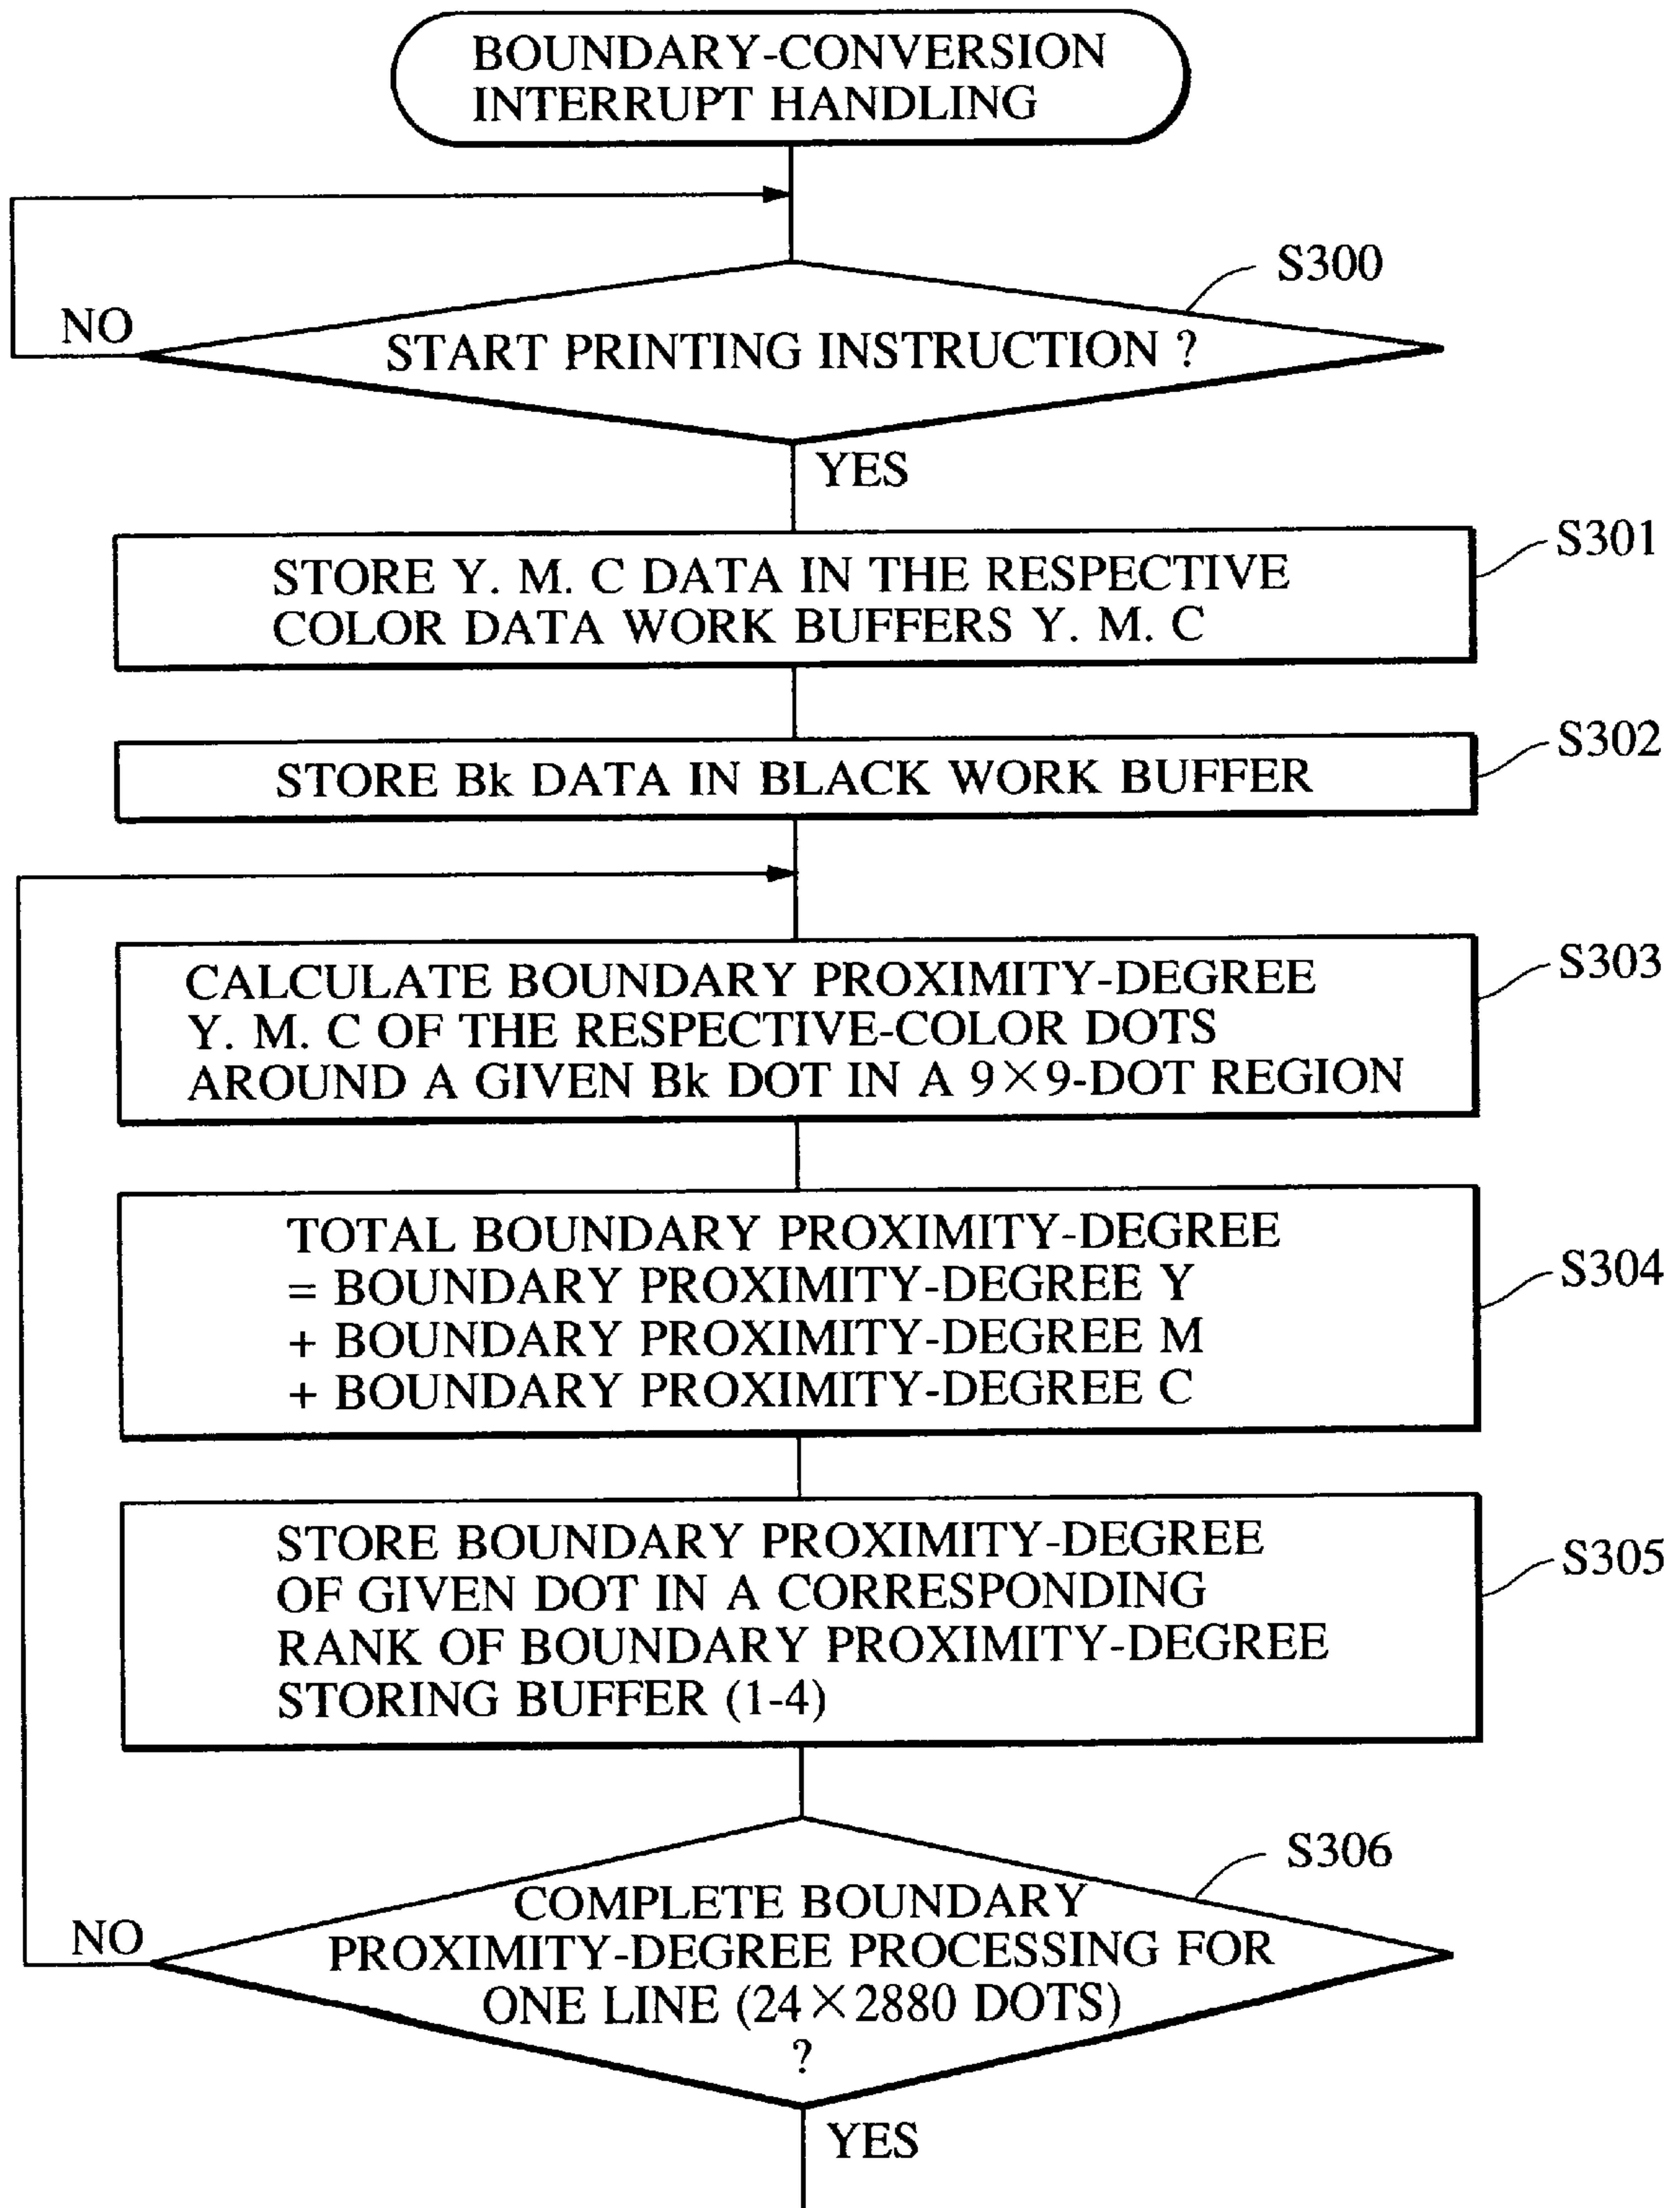 BOUNDARY-CONVERSION
INTERRUPT HANDLING
S300
NO
START PRINTING INSTRUCTION ?
YES
S301
STORE Y. M. C DATA IN THE RESPECTIVE
COLOR DATA WORK BUFFERS Y. M. C
S302
STORE Bk DATA IN BLACK WORK BUFFER
S303
CALCULATE BOUNDARY PROXIMITY-DEGREE
Y. M. C OF THE RESPECTIVE-COLOR DOTS
AROUND A GIVEN Bk DOT IN A 9×9-DOT REGION
TOTAL BOUNDARY PROXIMITY-DEGREE
= BOUNDARY PROXIMITY-DEGREE Y
+ BOUNDARY PROXIMITY-DEGREE M
+ BOUNDARY PROXIMITY-DEGREE C
S304
STORE BOUNDARY PROXIMITY-DEGREE
OF GIVEN DOT IN A CORRESPONDING
RANK OF BOUNDARY PROXIMITY-DEGREE
STORING BUFFER (1-4)
S305
S306
COMPLETE BOUNDARY
NO
PROXIMITY-DEGREE PROCESSING FOR
ONE LINE (24×2880 DOTS)
?
YES